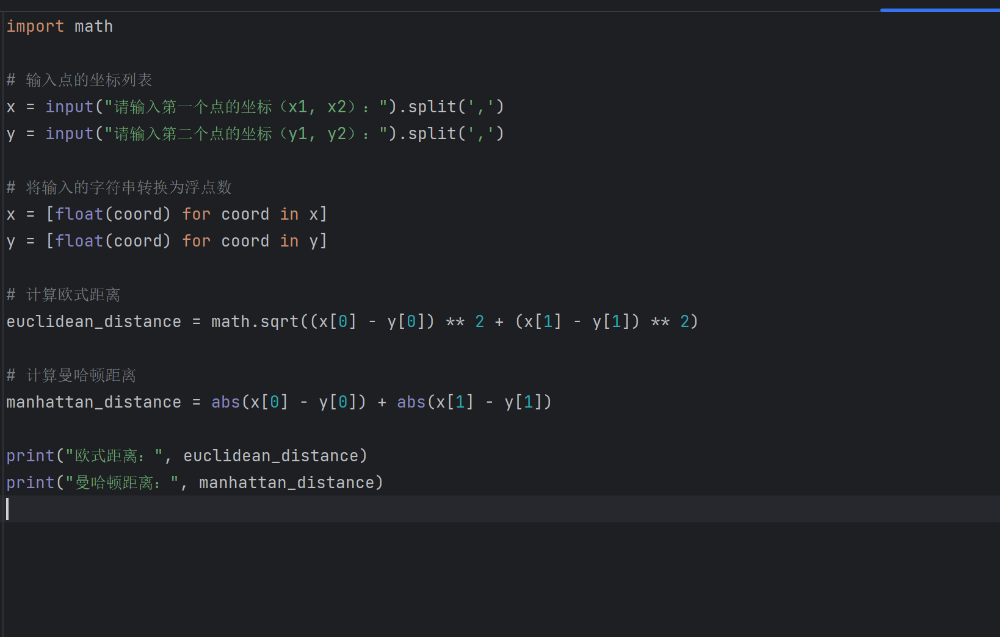 import math
# 输入点的坐标列表
x = input("请输入第一个点的坐标（x1, x2）：").split(',')
y = input("请输入第二个点的坐标（y1, y2）：").split(',')
# 将输入的字符串转换为浮点数
x = [float(coord) for coord in x]
y = [float(coord) for coord in y]
# 计算欧式距离
euclidean_distance = math.sqrt((x[0] - y[0]) ** 2 + (x[1] - y[1]) ** 2)
# 计算曼哈顿距离
manhattan_distance = abs(x[0] - y[0]) + abs(x[1] - y[1])
print("欧式距离：", euclidean_distance)
print("曼哈顿距离：", manhattan_distance)